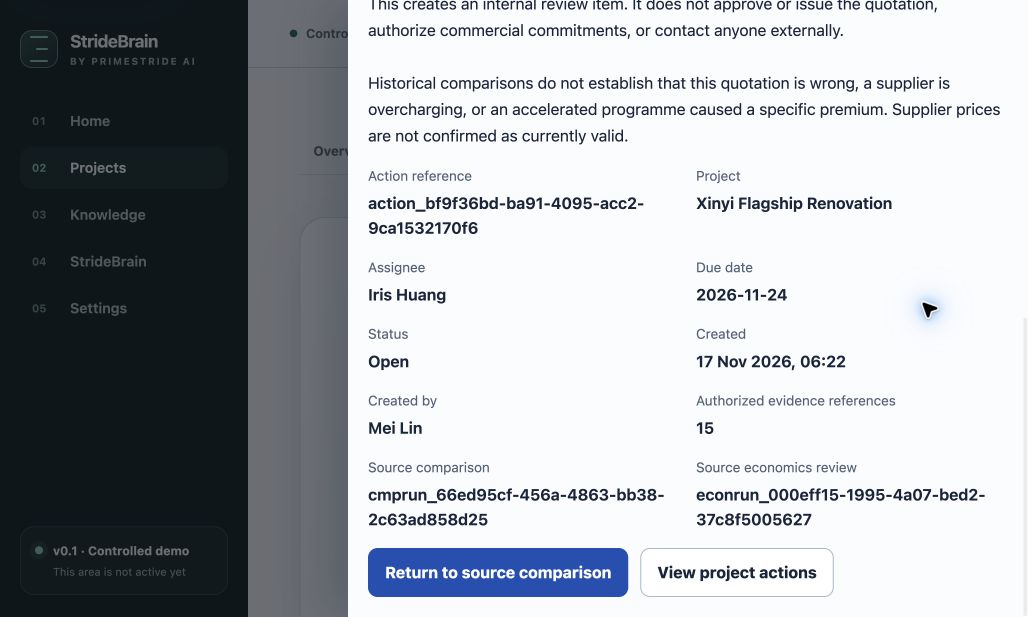 StrideBrain
BY PRIMESTRIDE AI
01 Home
02 Projects
03 Knowledge
04 StrideBrain
05 Settings
v0.1 · Controlled demo
This area is not active yet
Contro
Overv
This creates an internal review item. It does not approve or issue the quotation,
authorize commercial commitments, or contact anyone externally.
Historical comparisons do not establish that this quotation is wrong, a supplier is
overcharging, or an accelerated programme caused a specific premium. Supplier prices
are not confirmed as currently valid.
Action reference
action_bf9f36bd-ba91-4095-acc2-
9ca1532170f6
Project
Xinyi Flagship Renovation
Assignee
Iris Huang
Due date
2026-11-24
Status
Open
Created
17 Nov 2026, 06:22
Created by
Mei Lin
Authorized evidence references
15
Source comparison
cmprun_66ed95cf-456a-4863-bb38-
2c63ad858d25
Source economics review
econrun_000eff15-1995-4a07-bed2-
37c8f5005627
Return to source comparison
View project actions